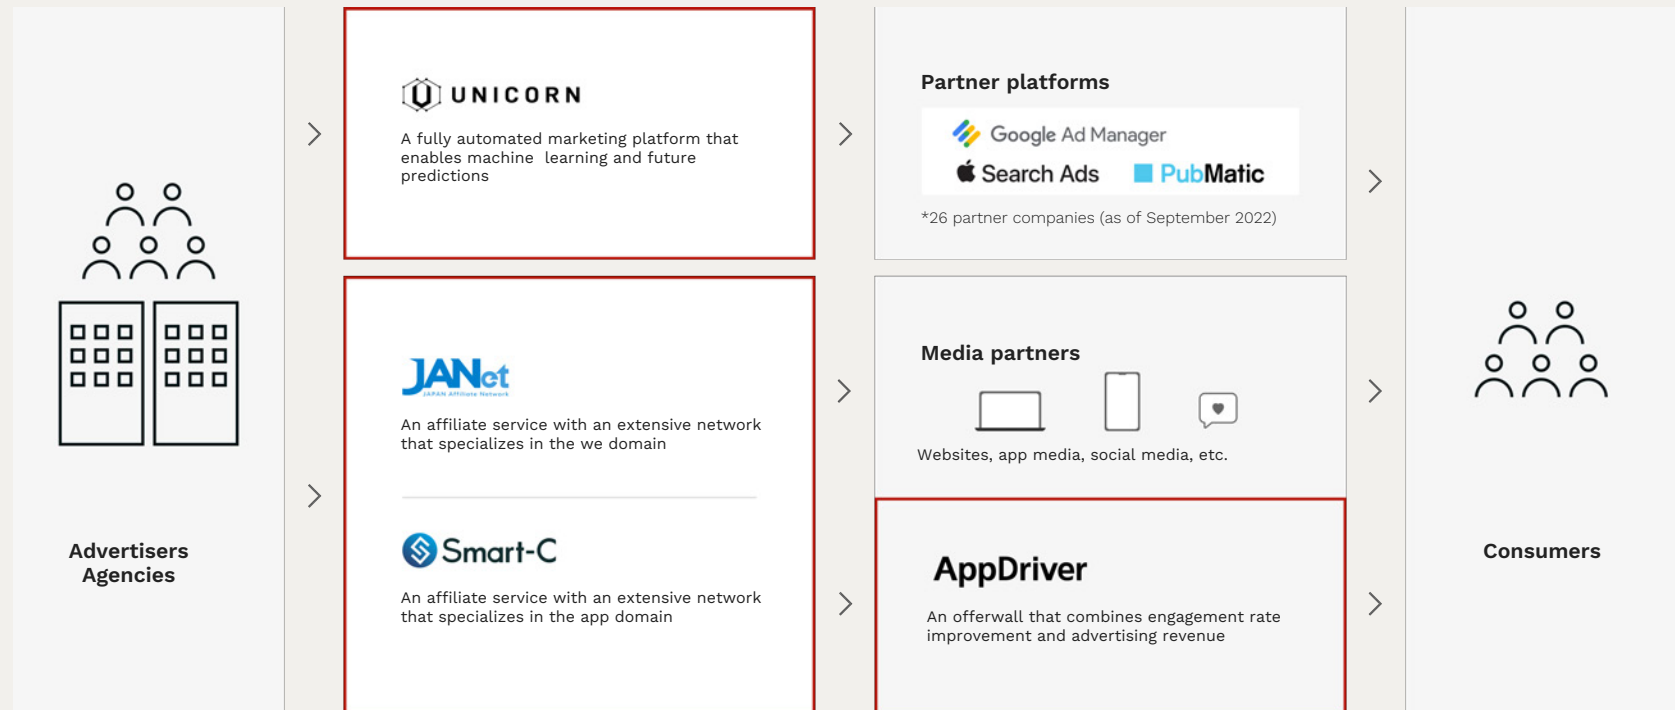 Advertisers
Agencies
UNICORN
A fully automated marketing platform that
enables machine learning and future
predictions
JANet
JAPAN Affiliate Network
An affiliate service with an extensive network
that specializes in the we domain
Smart-C
An affiliate service with an extensive network
that specializes in the app domain
Partner platforms
Google Ad Manager
Search Ads
PubMatic
*26 partner companies (as of September 2022)
Media partners
Websites, app media, social media, etc.
AppDriver
An offerwall that combines engagement rate
improvement and advertising revenue
Consumers